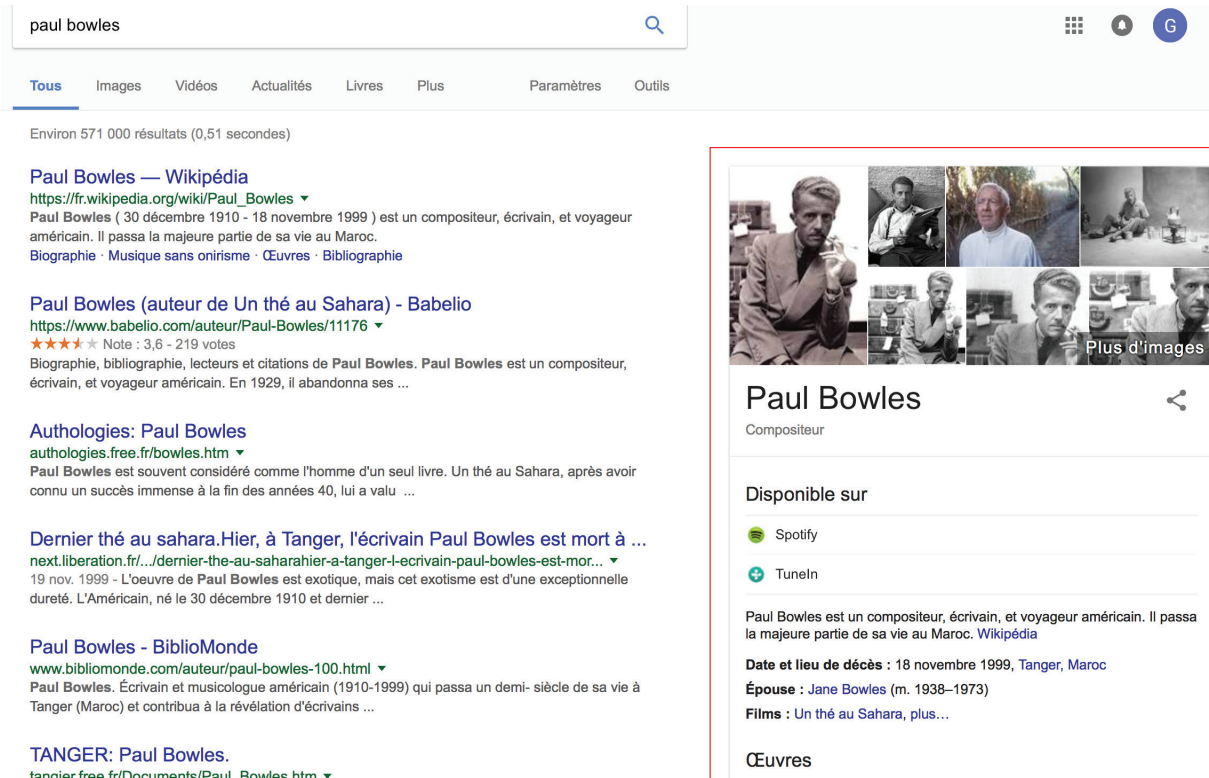 paul bowles
G
Tous Images Vidéos Actualités Livres Plus Paramètres Outils
Environ 571 000 résultats (0,51 secondes)
Paul Bowles — Wikipédia
https://fr.wikipedia.org/wiki/Paul_Bowles
Paul Bowles ( 30 décembre 1910 - 18 novembre 1999 ) est un compositeur, écrivain, et voyageur
américain. Il passa la majeure partie de sa vie au Maroc.
Biographie · Musique sans onirisme · Œuvres · Bibliographie
Paul Bowles (auteur de Un thé au Sahara) - Babelio
https://www.babelio.com/auteur/Paul-Bowles/11176
Note : 3,6 - 219 votes
Biographie, bibliographie, lecteurs et citations de Paul Bowles. Paul Bowles est un compositeur,
écrivain, et voyageur américain. En 1929, il abandonna ses ...
Authologies: Paul Bowles
authologies.free.fr/bowles.htm
Paul Bowles est souvent considéré comme l'homme d'un seul livre. Un thé au Sahara, après avoir
connu un succès immense à la fin des années 40, lui a valu ...
Dernier thé au sahara.Hier, à Tanger, l'écrivain Paul Bowles est mort à ...
next.liberation.fr/.../dernier-the-au-saharahier-a-tanger-l-ecrivain-paul-bowles-est-mor...
19 nov. 1999 - L'oeuvre de Paul Bowles est exotique, mais cet exotisme est d'une exceptionnelle
dureté. L'Américain, né le 30 décembre 1910 et dernier ...
Paul Bowles - BiblioMonde
www.bibliomonde.com/auteur/paul-bowles-100.html
Paul Bowles. Écrivain et musicologue américain (1910-1999) qui passa un demi- siècle de sa vie à
Tanger (Maroc) et contribua à la révélation d'écrivains ...
TANGER: Paul Bowles.
tangier.free.fr/Documents/Paul_Bowles.htm
Plus d'images
Paul Bowles
Compositeur
Disponible sur
Spotify
TuneIn
Paul Bowles est un compositeur, écrivain, et voyageur américain. Il passa
la majeure partie de sa vie au Maroc. Wikipédia
Date et lieu de décès : 18 novembre 1999, Tanger, Maroc
Épouse : Jane Bowles (m. 1938–1973)
Films : Un thé au Sahara, plus…
Œuvres